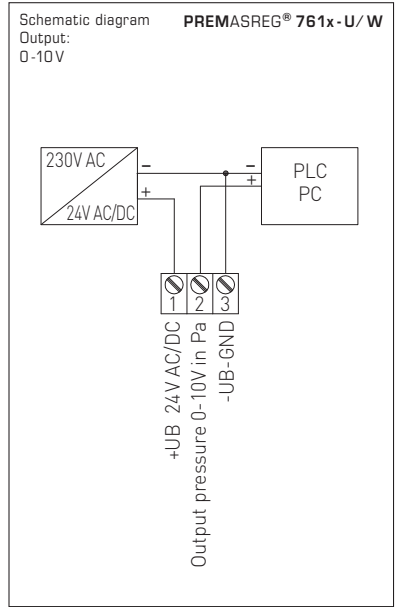 Schematic diagram PREMASREG® 761x-U/W
Output:
0-10V
230V AC
24V AC/DC
–
+
–
+
PLC
PC
1 2 3
+UB 24V AC/DC
Output pressure 0-10V in Pa
-UB-GND